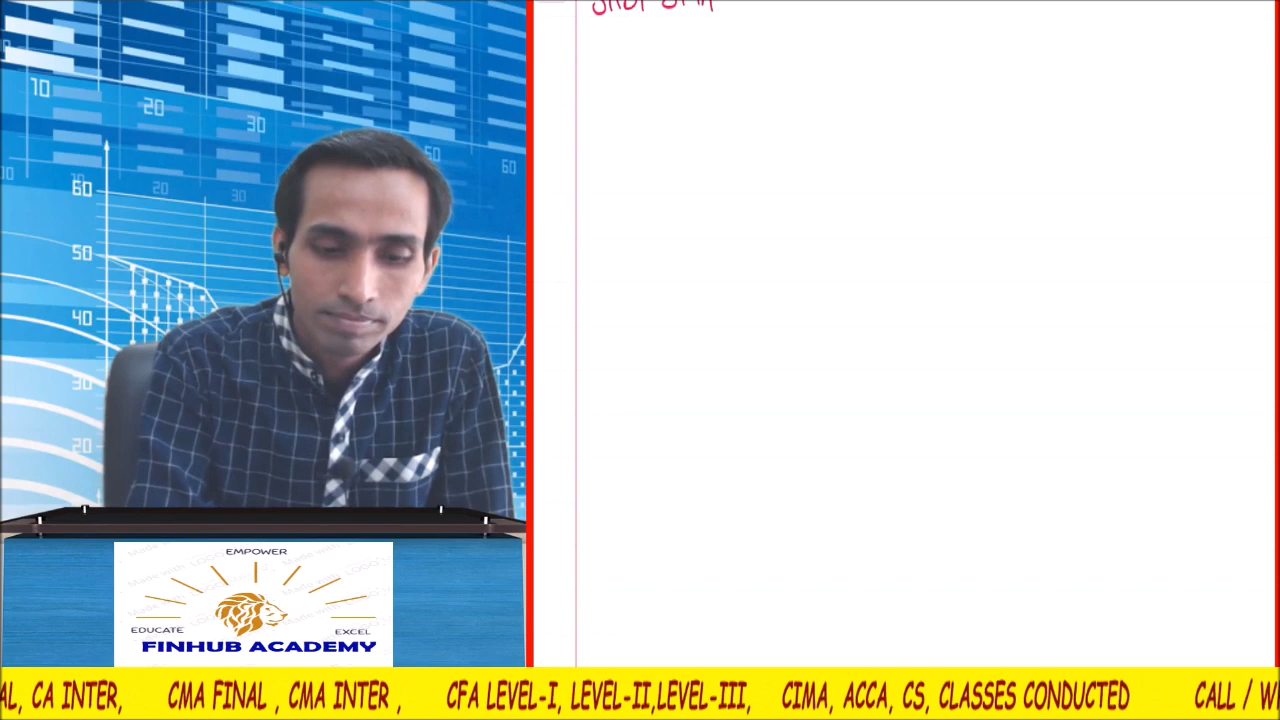 10
20
30
50
60
20
30
60
50
40
30
20
EMPOWER
EDUCATE
EXCEL
FINHUB ACADEMY
AL, CA INTER, CMA FINAL , CMA INTER , CFA LEVEL-I, LEVEL-II,LEVEL-III, CIMA, ACCA, CS, CLASSES CONDUCTED CALL /